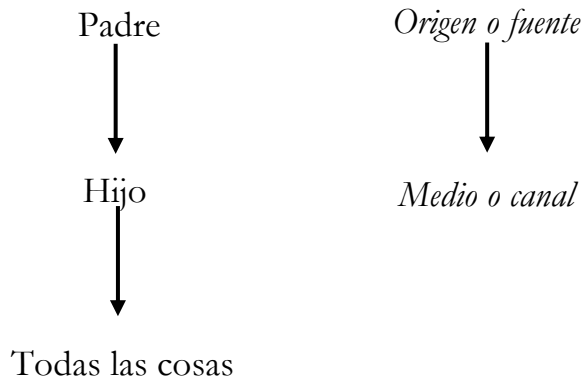 Padre
Origen o fuente
Hijo
Medio o canal
Todas las cosas